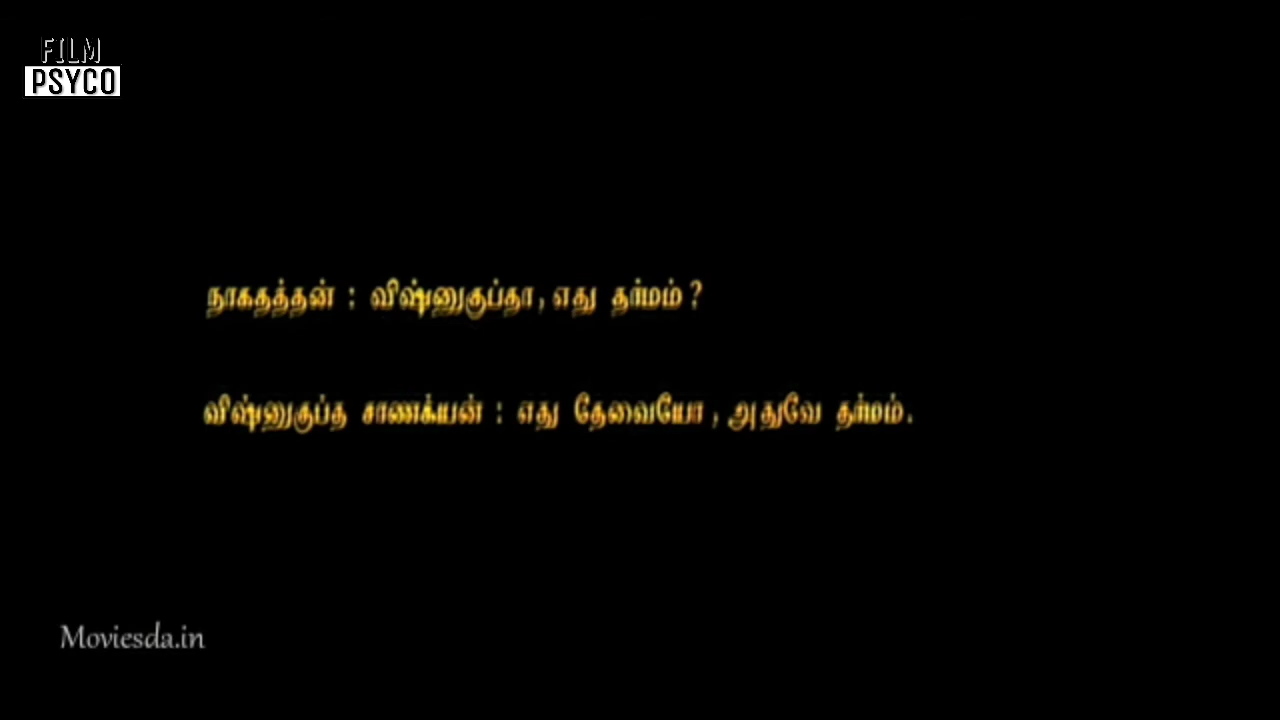 FILM
PSYCO
நாகதத்தன் : விஷ்னுகுப்தா, எது தர்மம் ?
விஷ்னுகுப்த சாணக்யன் : எது தேவையோ, அதுவே தர்மம்.
Moviesda.in